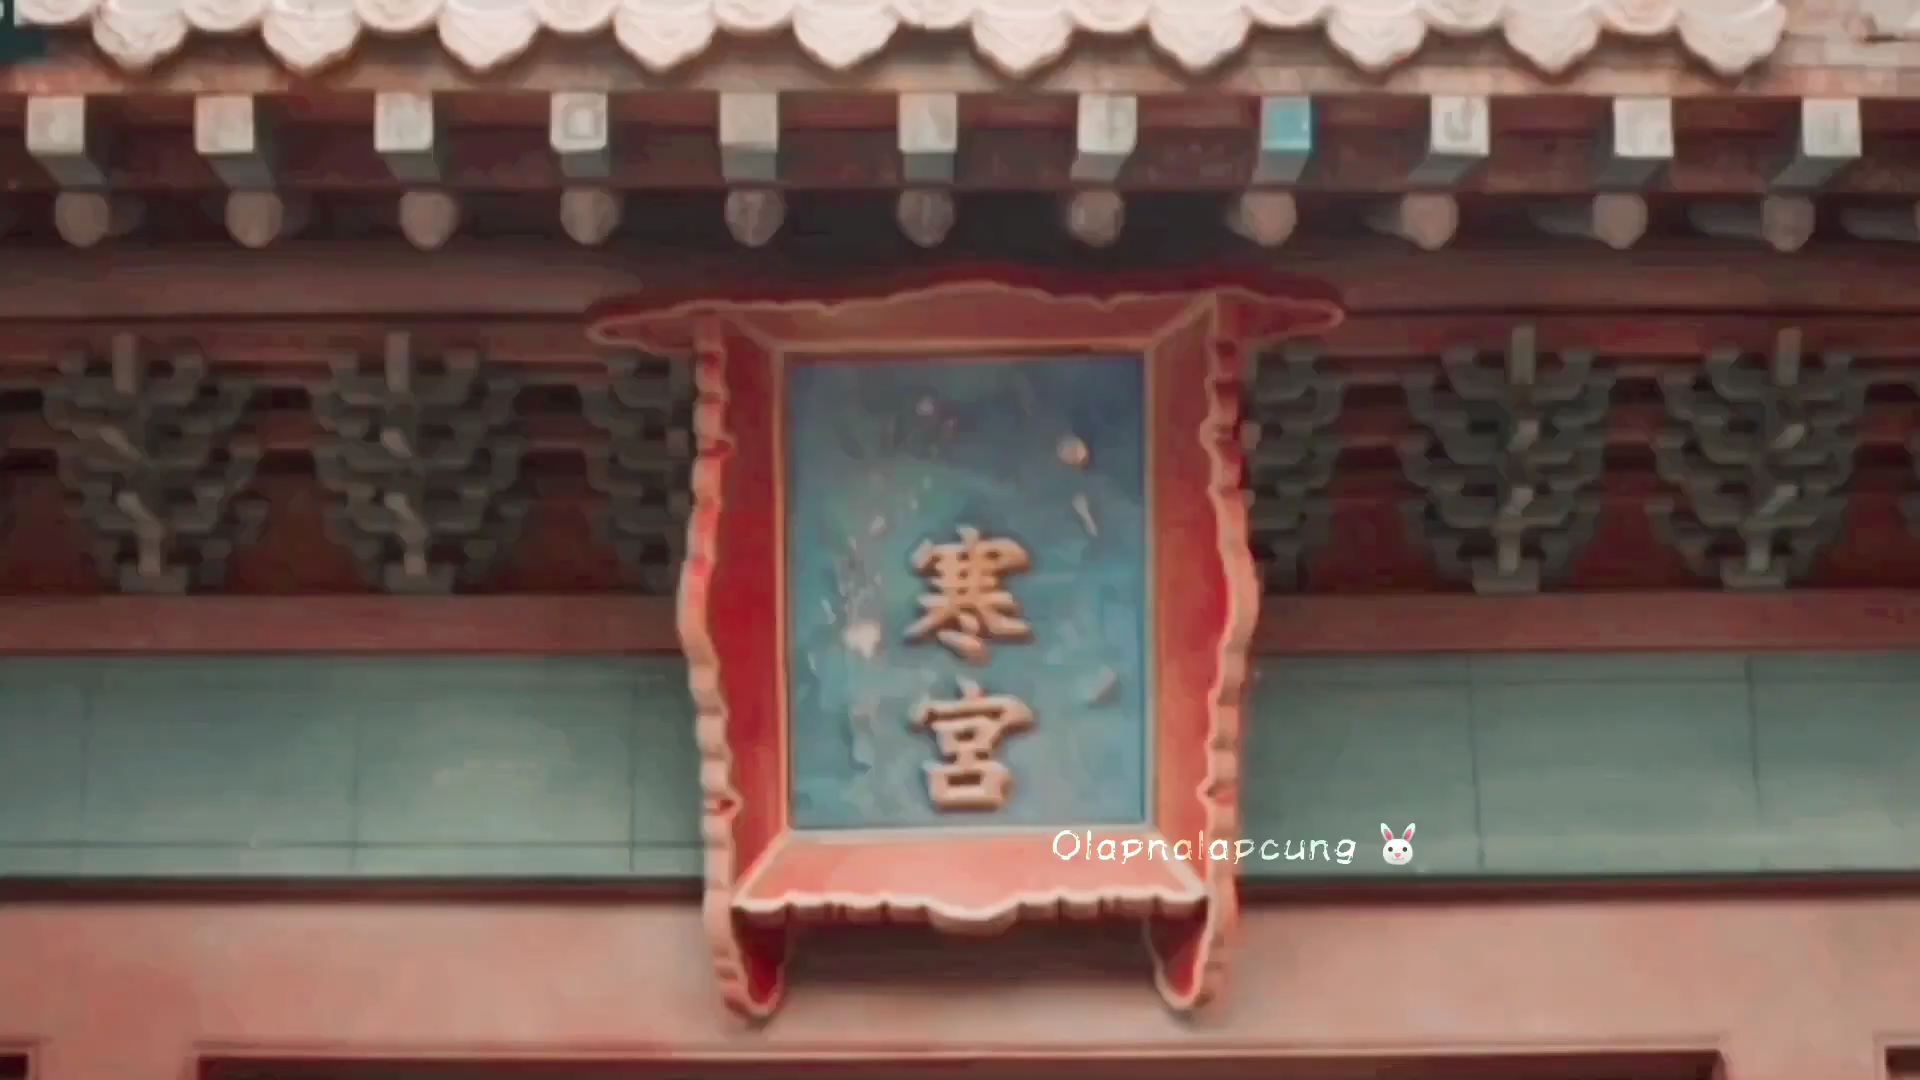 寒
宮
Olapnalapcung 🐰